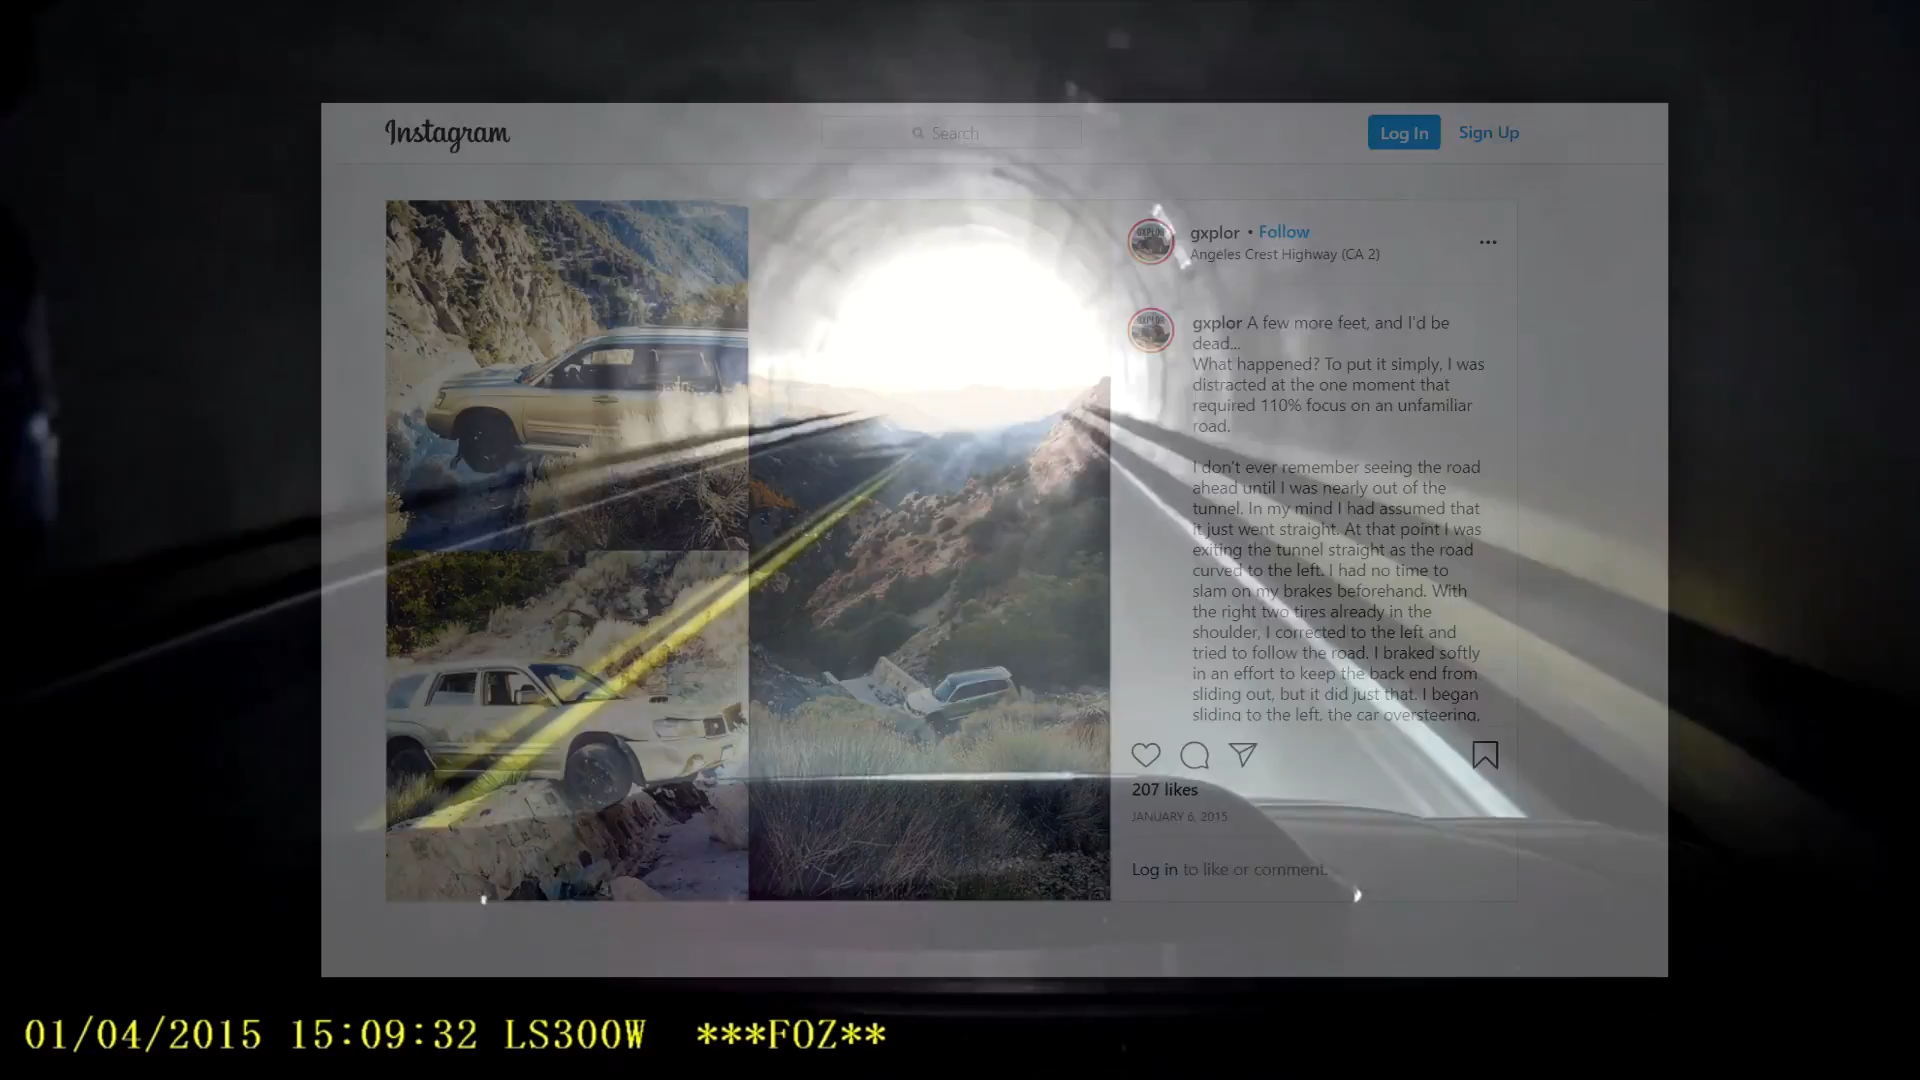 Instagram
Search
Log In
Sign Up
gxplor • Follow
Angeles Crest Highway (CA 2)
gxplor A few more feet, and I'd be
dead...
What happened? To put it simply, I was
distracted at the one moment that
required 110% focus on an unfamiliar
road.
I don't ever remember seeing the road
ahead until I was nearly out of the
tunnel. In my mind I had assumed that
it just went straight. At that point I was
exiting the tunnel straight as the road
curved to the left. I had no time to
slam on my brakes beforehand. With
the right two tires already in the
shoulder, I corrected to the left and
tried to follow the road. I braked softly
in an effort to keep the back end from
sliding out, but it did just that. I began
sliding to the left, the car oversteering,
207 likes
JANUARY 6, 2015
Log in to like or comment.
01/04/2015 15:09:32 LS300W ***FOZ**